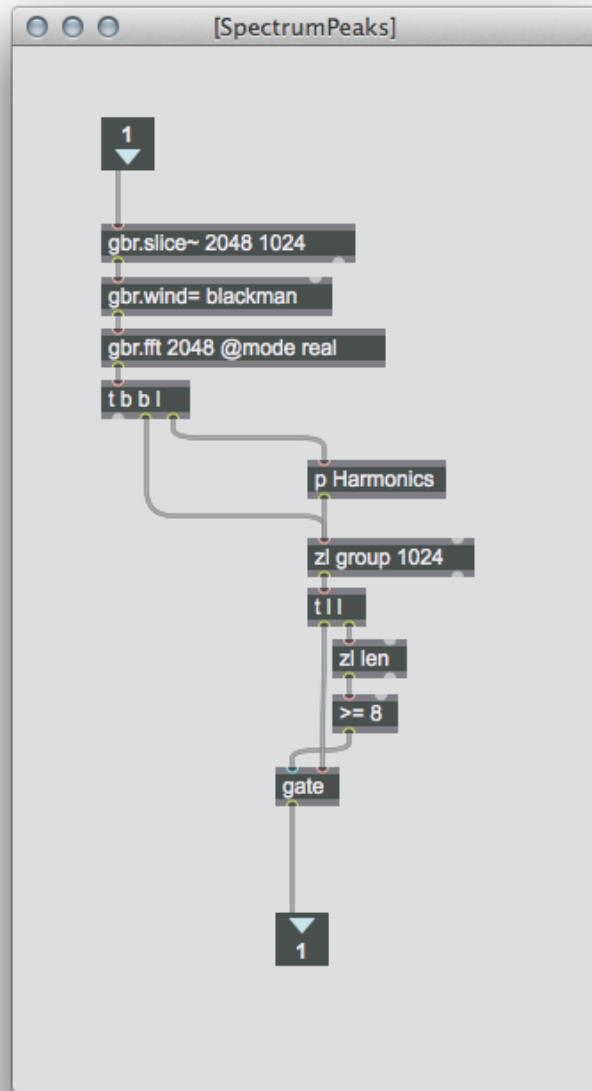 [SpectrumPeaks]
1
gbr.slice~ 2048 1024
gbr.wind= blackman
gbr.fft 2048 @mode real
t b b l
p Harmonics
zl group 1024
t l l
zl len
>= 8
gate
1